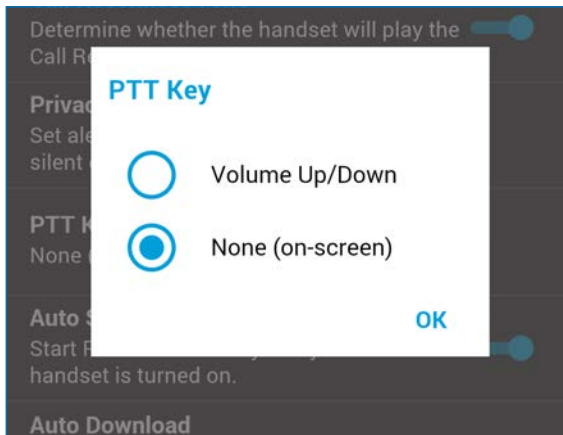 Determine whether the handset will play the
Call Re
PTT Key
Privac
Set ale
Volume Up/Down
silent
PTT K
None (on-screen)
None (
Auto S
OK
Start
handset is turned on.
Auto Download